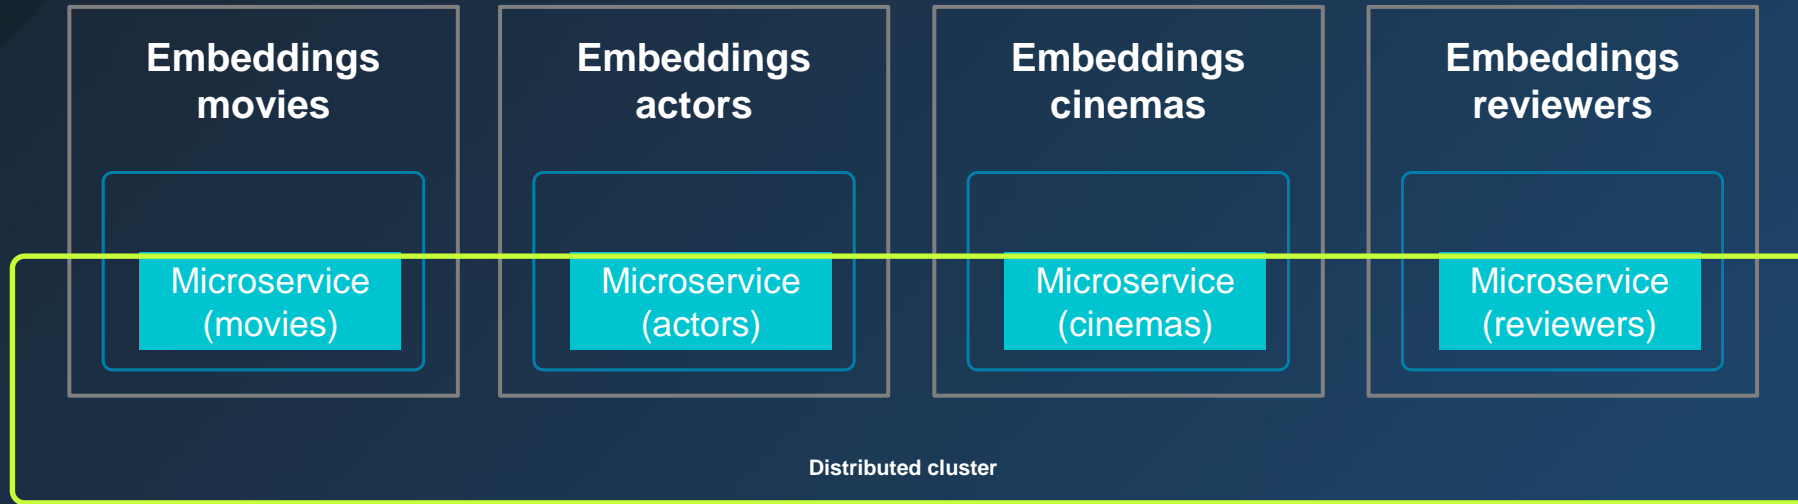 Embeddings
movies
Embeddings
actors
Embeddings
cinemas
Embeddings
reviewers
Microservice
(movies)
Microservice
(actors)
Microservice
(cinemas)
Microservice
(reviewers)
Distributed cluster